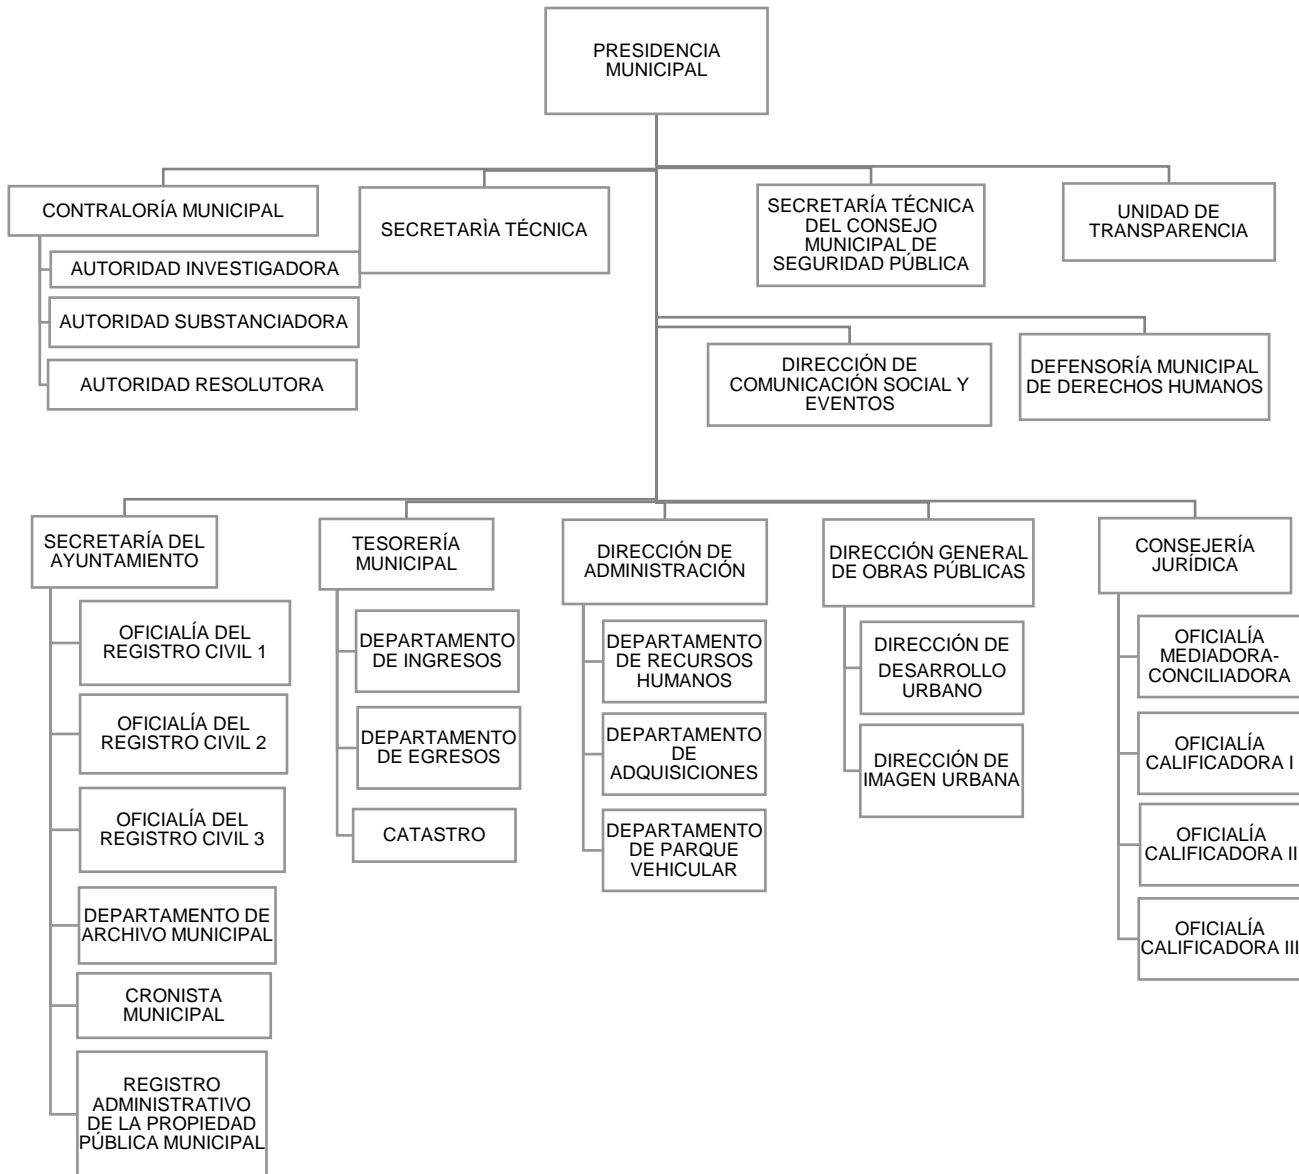 PRESIDENCIA
MUNICIPAL
CONTRALORÍA MUNICIPAL
AUTORIDAD INVESTIGADORA
AUTORIDAD SUBSTANCIADORA
AUTORIDAD RESOLUTORA
SECRETARÌA TÉCNICA
SECRETARÍA TÉCNICA
DEL CONSEJO
MUNICIPAL DE
SEGURIDAD PÚBLICA
UNIDAD DE
TRANSPARENCIA
DIRECCIÓN DE
COMUNICACIÓN SOCIAL Y
EVENTOS
DEFENSORÍA MUNICIPAL
DE DERECHOS HUMANOS
SECRETARÍA DEL
AYUNTAMIENTO
OFICIALÍA DEL
REGISTRO CIVIL 1
OFICIALÍA DEL
REGISTRO CIVIL 2
OFICIALÍA DEL
REGISTRO CIVIL 3
DEPARTAMENTO DE
ARCHIVO MUNICIPAL
CRONISTA
MUNICIPAL
REGISTRO
ADMINISTRATIVO
DE LA PROPIEDAD
PÚBLICA MUNICIPAL
TESORERÍA
MUNICIPAL
DEPARTAMENTO
DE INGRESOS
DEPARTAMENTO
DE EGRESOS
CATASTRO
DIRECCIÓN DE
ADMINISTRACIÓN
DEPARTAMENTO
DE RECURSOS
HUMANOS
DEPARTAMENTO
DE
ADQUISICIONES
DEPARTAMENTO
DE PARQUE
VEHICULAR
DIRECCIÓN GENERAL
DE OBRAS PÚBLICAS
DIRECCIÓN DE
DESARROLLO
URBANO
DIRECCIÓN DE
IMAGEN URBANA
CONSEJERÍA
JURÍDICA
OFICIALÍA
MEDIADORA-
CONCILIADORA
OFICIALÍA
CALIFICADORA I
OFICIALÍA
CALIFICADORA II
OFICIALÍA
CALIFICADORA III